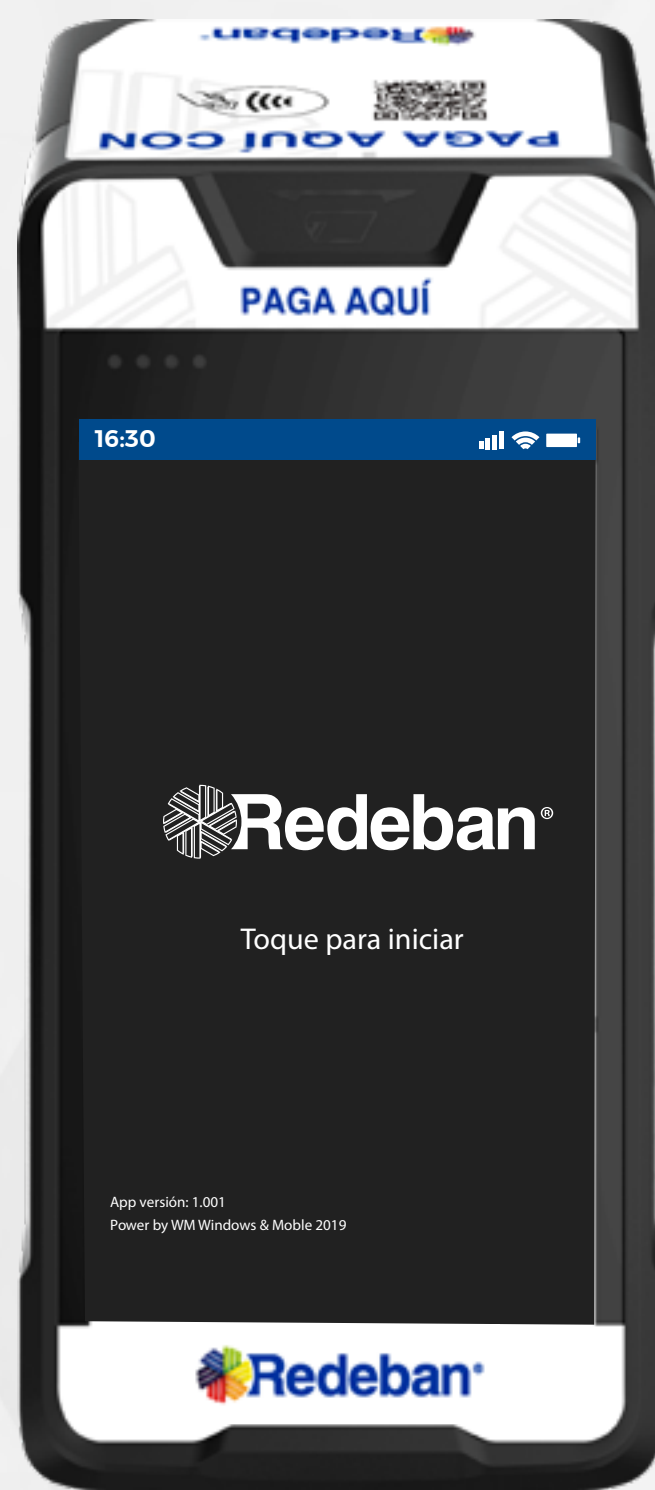 Redeban
PAGA AQUÍ CON
PAGA AQUÍ
16:30
Redeban®
Toque para iniciar
App versión: 1.001
Power by WM Windows & Moble 2019
Redeban